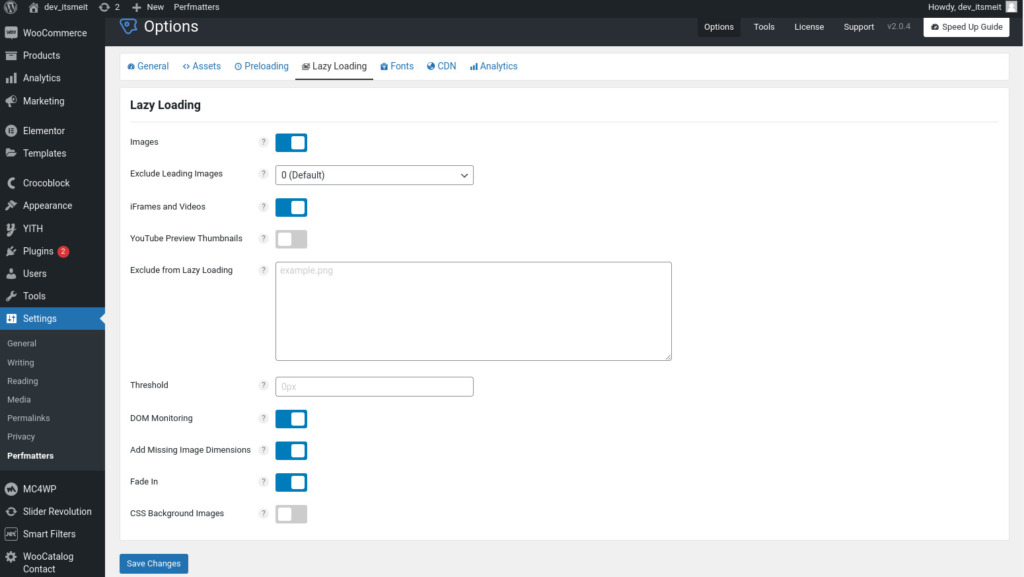 dev_itsmeit 2 New Perfmatters Howdy, dev_itsmeit
WooCommerce
Products
Analytics
Marketing
Elementor
Templates
Crocoblock
Appearance
YITH
Plugins 2
Users
Tools
Settings
General
Writing
Reading
Media
Permalinks
Privacy
Perfmatters
MC4WP
Slider Revolution
Smart Filters
WooCatalog
Contact
Options Options Tools License Support v2.0.4 Speed Up Guide
General Assets Preloading Lazy Loading Fonts CDN Analytics
Lazy Loading
Images ?
Exclude Leading Images ? 0 (Default)
iFrames and Videos ?
YouTube Preview Thumbnails ?
Exclude from Lazy Loading ? example.png
Threshold ? 0px
DOM Monitoring ?
Add Missing Image Dimensions ?
Fade In ?
CSS Background Images ?
Save Changes